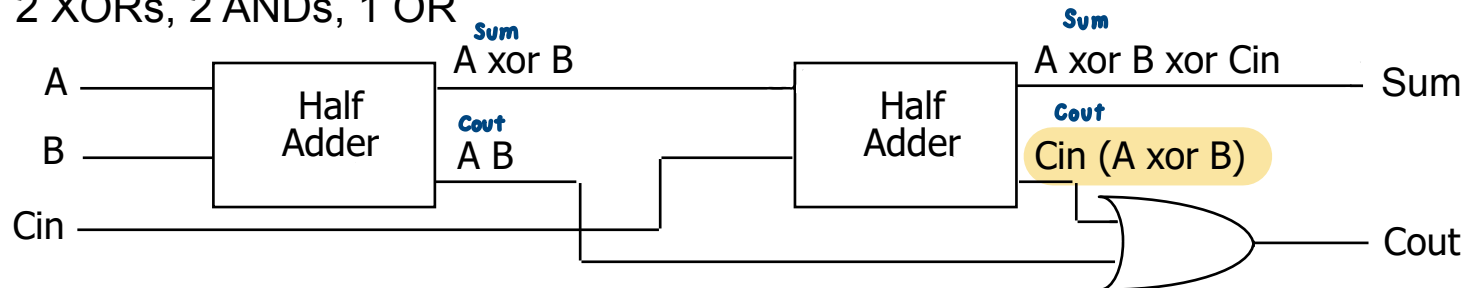 2 XORs, 2 ANDs, 1 OR
Sum
A xor B
Sum
A xor B xor Cin
A
Half
Adder
Half
Adder
Sum
Cout
A B
Cout
Cin (A xor B)
B
Cin
Cout